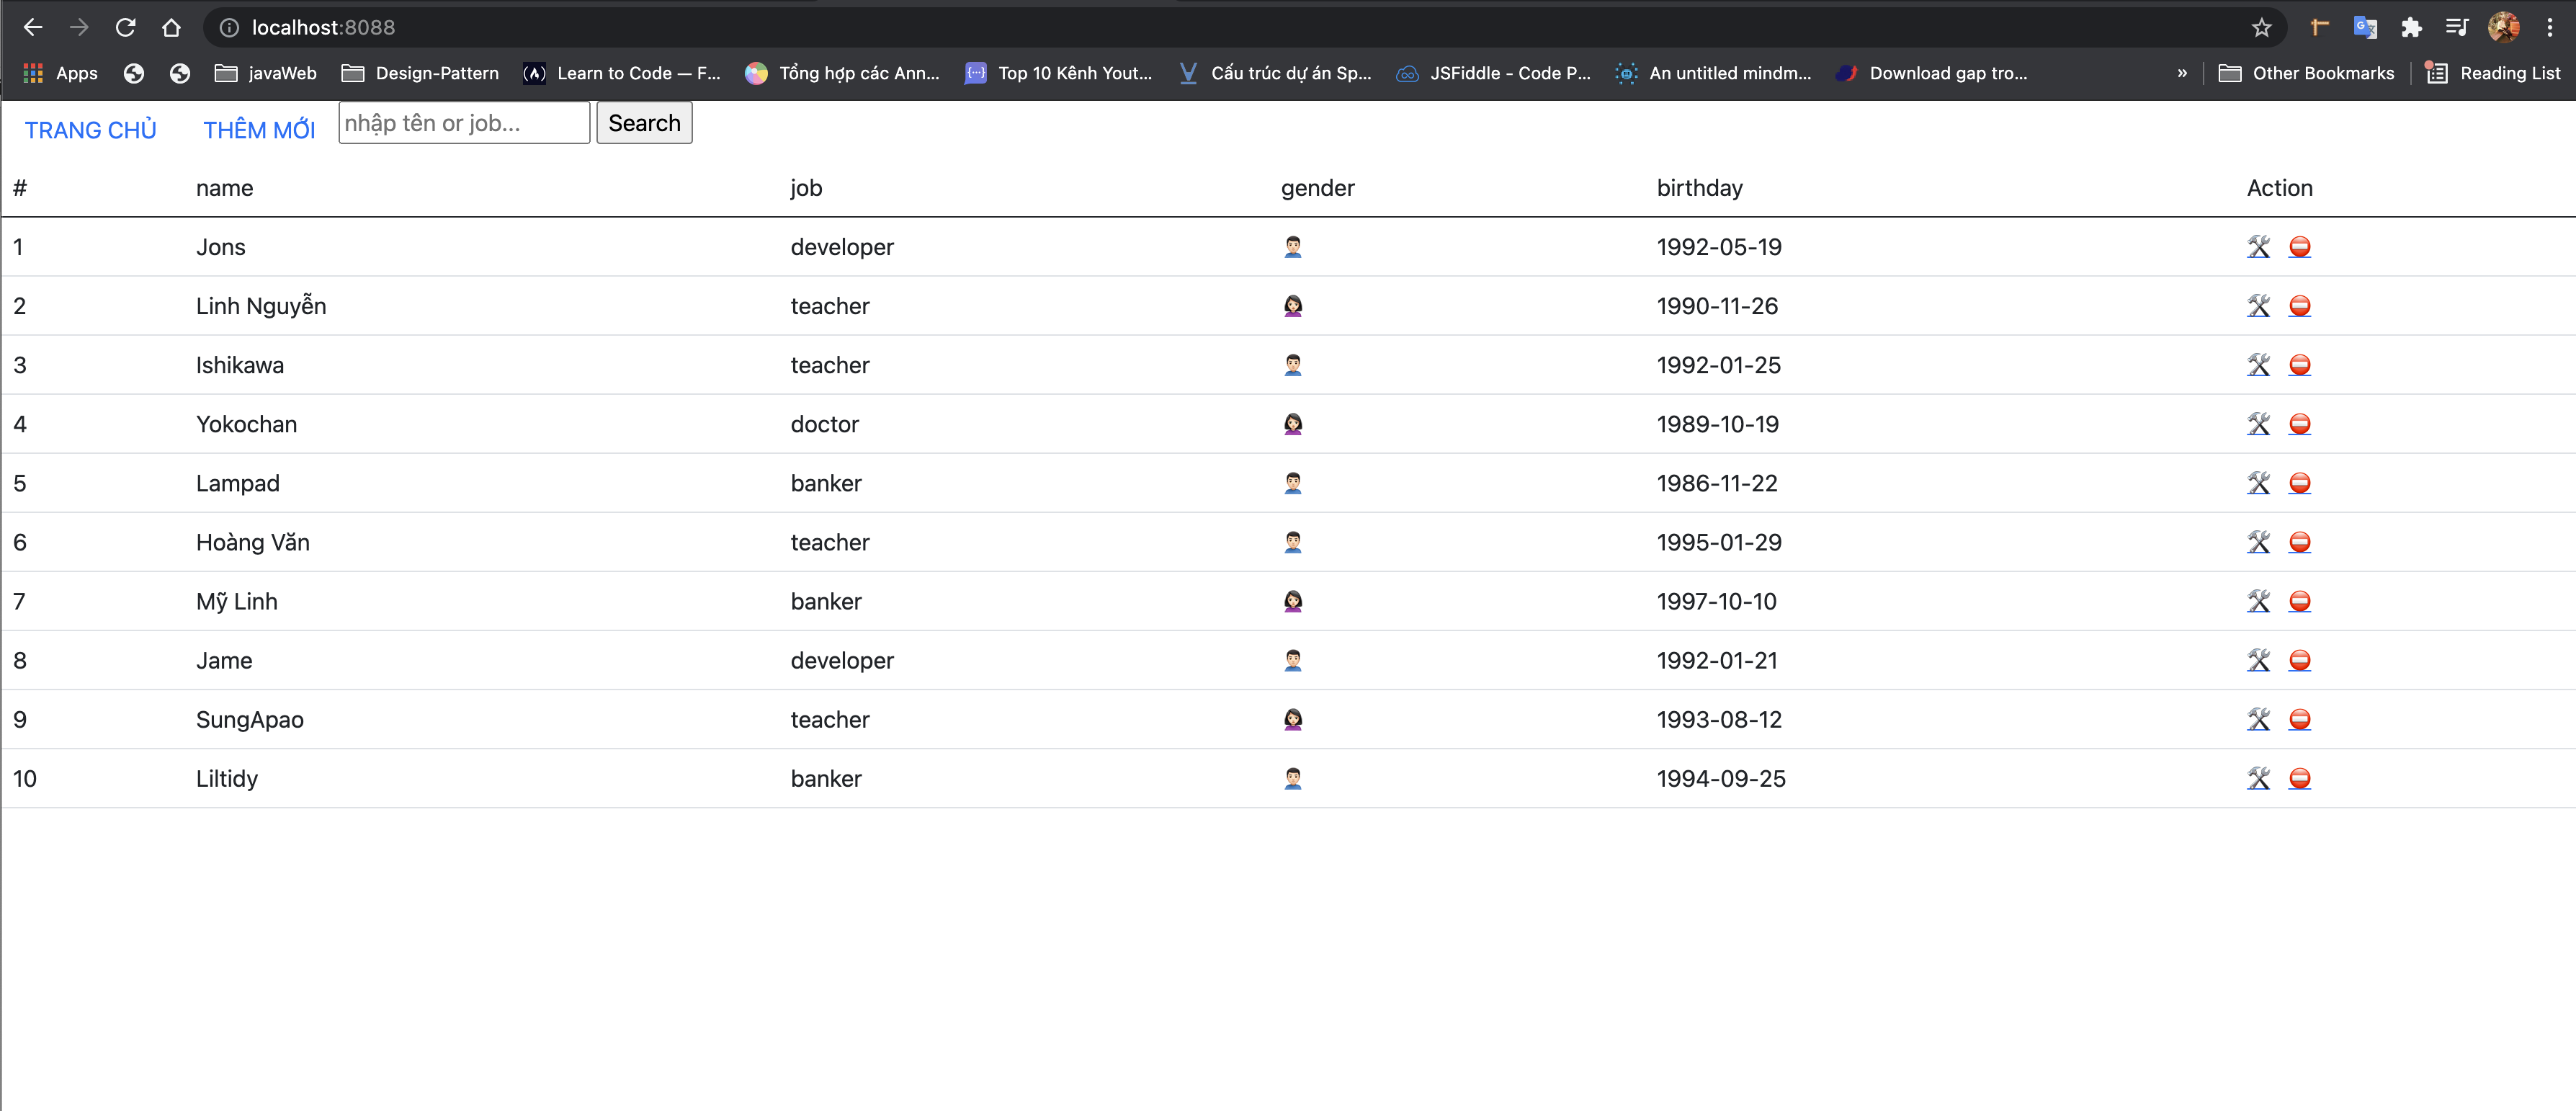 localhost:8088
Apps javaWeb Design-Pattern Learn to Code — F... Tổng hợp các Ann... Top 10 Kênh Yout... Cấu trúc dự án Sp... JSFiddle - Code P... An untitled mindm... Download gap tro... » Other Bookmarks Reading List
TRANG CHỦ THÊM MỚI nhập tên or job... Search
# name job gender birthday Action
1 Jons developer 1992-05-19
2 Linh Nguyễn teacher 1990-11-26
3 Ishikawa teacher 1992-01-25
4 Yokochan doctor 1989-10-19
5 Lampad banker 1986-11-22
6 Hoàng Văn teacher 1995-01-29
7 Mỹ Linh banker 1997-10-10
8 Jame developer 1992-01-21
9 SungApao teacher 1993-08-12
10 Liltidy banker 1994-09-25